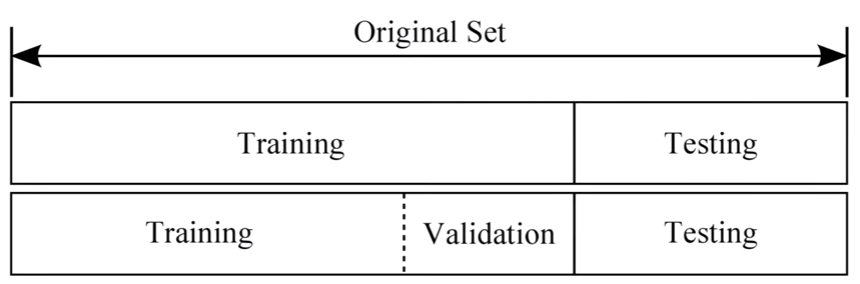 Original Set
Training Testing
Training Validation Testing